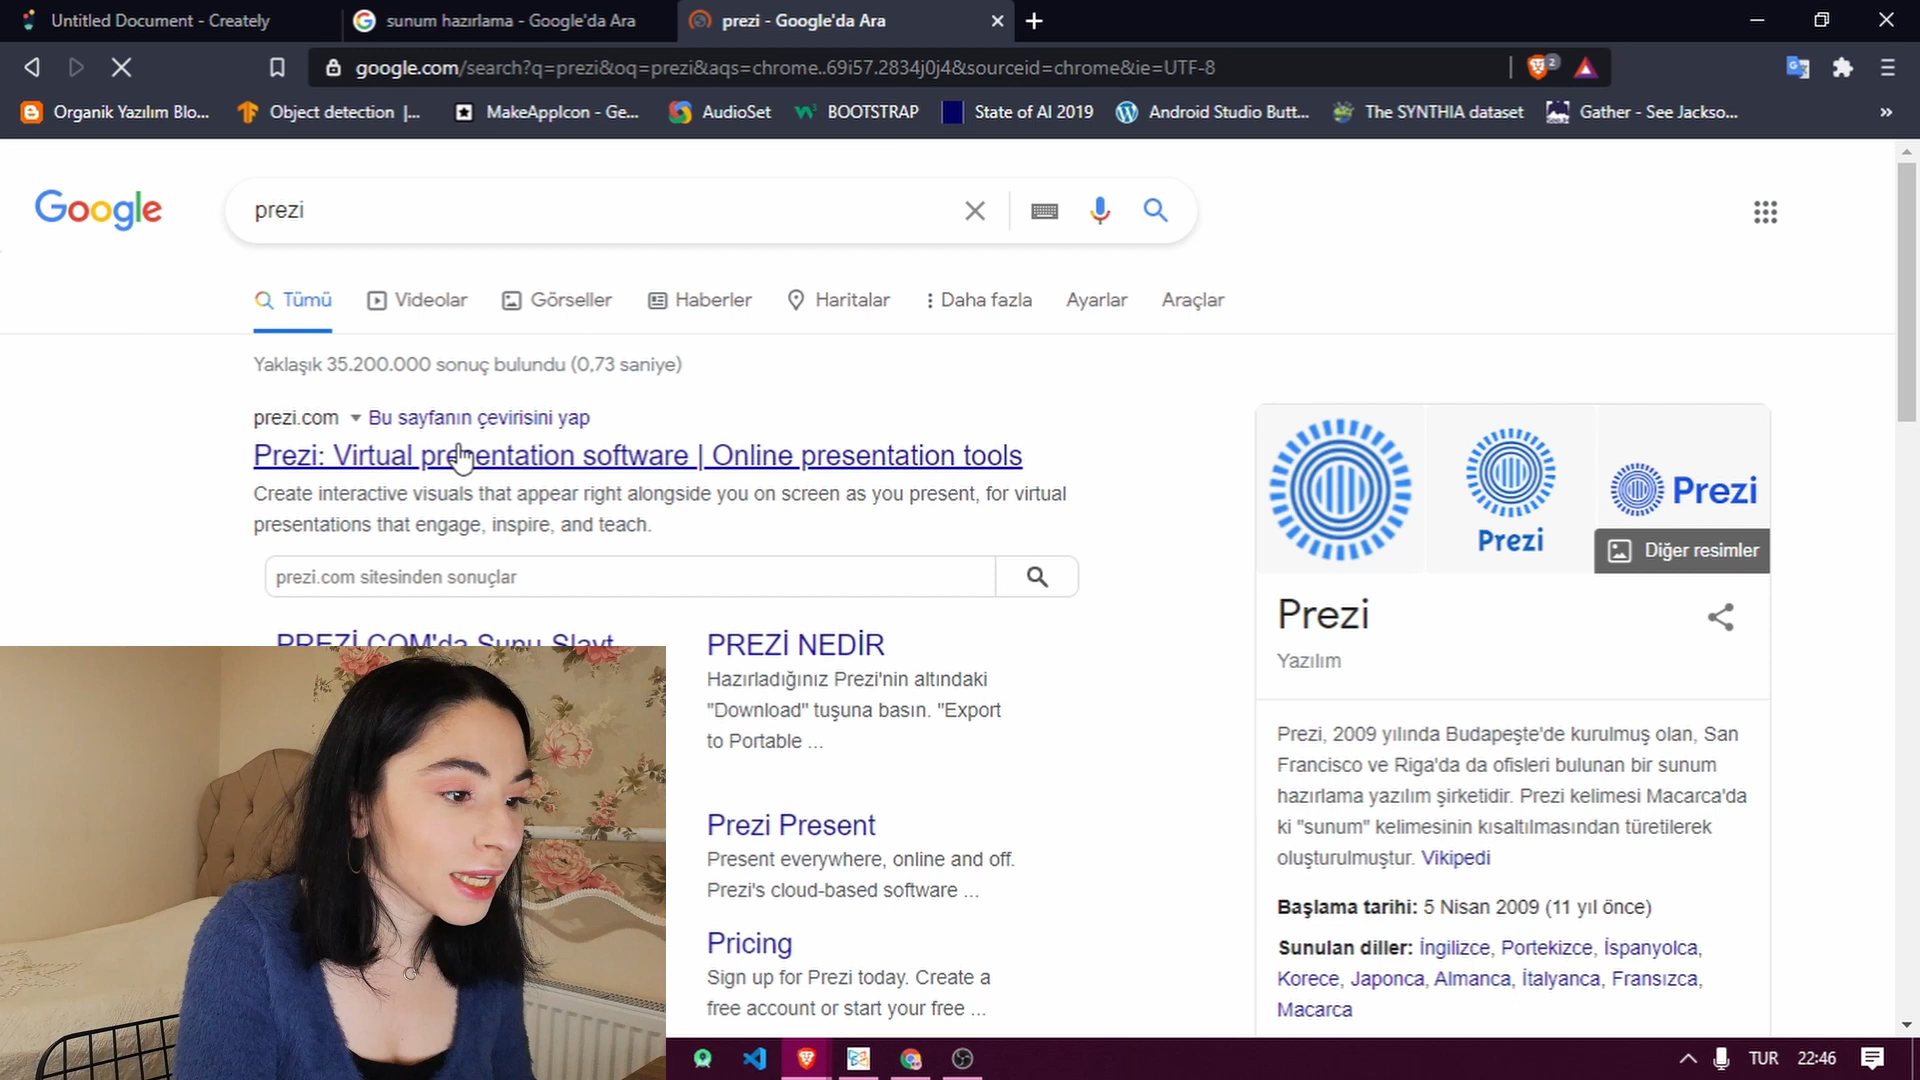 Untitled Document - Creately
sunum hazırlama - Google'da Ara
prezi - Google'da Ara
google.com/search?q=prezi&oq=prezi&aqs=chrome..69i57.2834j0j4&sourceid=chrome&ie=UTF-8
2
Organik Yazılım Blo...
Object detection |...
MakeAppIcon - Ge...
AudioSet
BOOTSTRAP
State of AI 2019
Android Studio Butt...
The SYNTHIA dataset
Gather - See Jackso...
»
Google
prezi
Tümü
Videolar
Görseller
Haberler
Haritalar
Daha fazla
Ayarlar
Araçlar
Yaklaşık 35.200.000 sonuç bulundu (0,73 saniye)
prezi.com
Bu sayfanın çevirisini yap
Prezi: Virtual presentation software | Online presentation tools
Create interactive visuals that appear right alongside you on screen as you present, for virtual
presentations that engage, inspire, and teach.
prezi.com sitesinden sonuçlar
PREZİ.COM'da Sunu-Slayt
PREZİ NEDİR
Hazırladığınız Prezi'nin altındaki
"Download" tuşuna basın. "Export
to Portable ...
Prezi Present
Present everywhere, online and off.
Prezi's cloud-based software ...
Pricing
Sign up for Prezi today. Create a
free account or start your free ...
Prezi
Prezi
Diğer resimler
Prezi
Yazılım
Prezi, 2009 yılında Budapeşte'de kurulmuş olan, San
Francisco ve Riga'da da ofisleri bulunan bir sunum
hazırlama yazılım şirketidir. Prezi kelimesi Macarca'da
ki "sunum" kelimesinin kısaltılmasından türetilerek
oluşturulmuştur. Vikipedi
Başlama tarihi: 5 Nisan 2009 (11 yıl önce)
Sunulan diller: İngilizce, Portekizce, İspanyolca,
Korece, Japonca, Almanca, İtalyanca, Fransızca,
Macarca
TUR
22:46